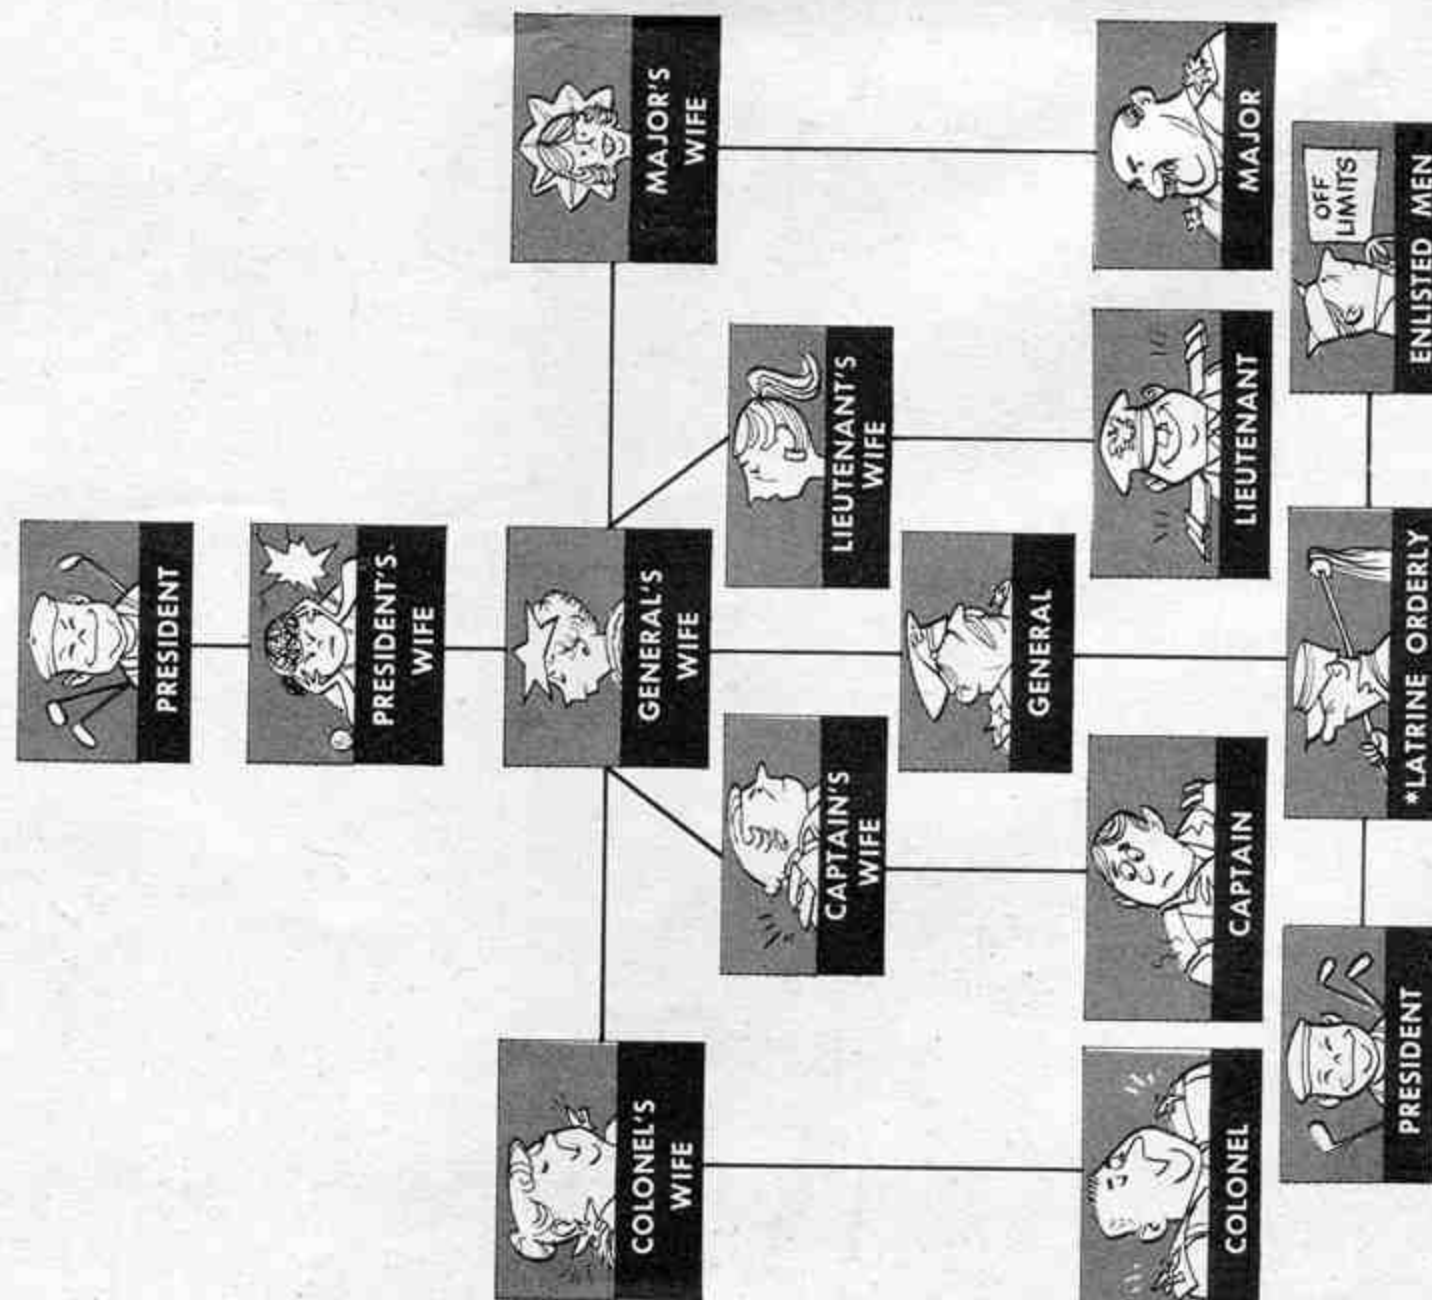 PRESIDENT
PRESIDENT'S
WIFE
COLONEL'S
WIFE
GENERAL'S
WIFE
MAJOR'S
WIFE
CAPTAIN'S
WIFE
LIEUTENANT'S
WIFE
GENERAL
COLONEL
CAPTAIN
LIEUTENANT
MAJOR
PRESIDENT
*LATRINE ORDERLY
OFF
LIMITS
ENLISTED MEN